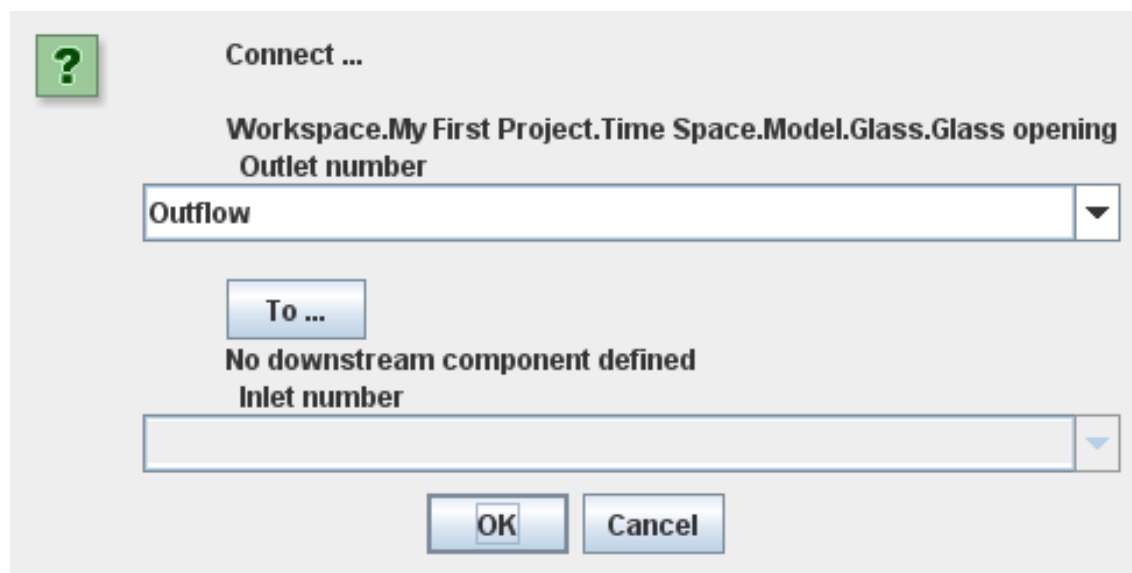 ?
Connect ...
Workspace.My First Project.Time Space.Model.Glass.Glass opening
Outlet number
Outflow
To ...
No downstream component defined
Inlet number
OK Cancel